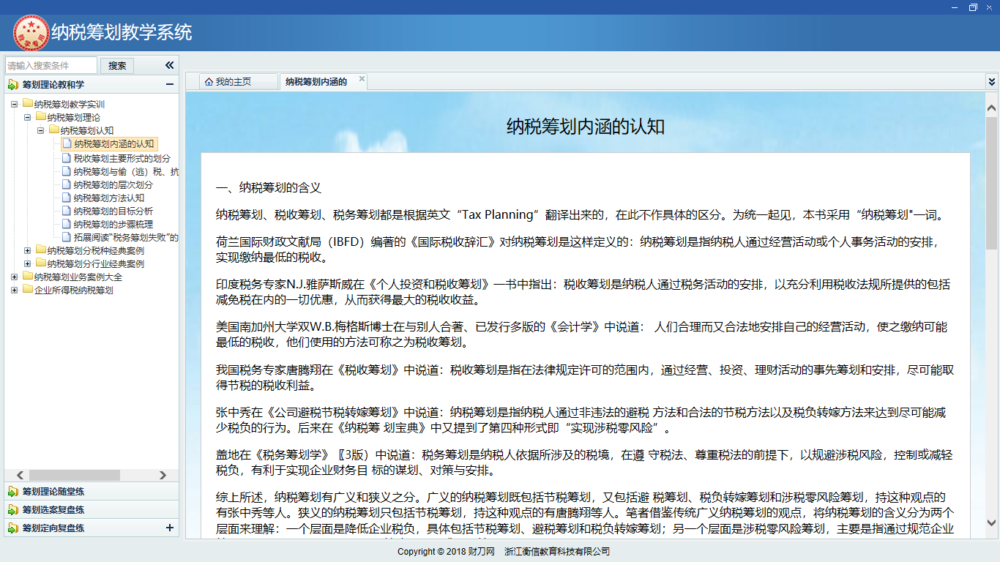 纳税筹划教学系统
请输入搜索条件
搜索
筹划理论教和学
纳税筹划教学实训
纳税筹划理论
纳税筹划认知
纳税筹划内涵的认知
税收筹划主要形式的划分
纳税筹划与偷（逃）税、抗
纳税筹划的层次划分
纳税筹划方法认知
纳税筹划的目标分析
纳税筹划的步骤梳理
拓展阅读“税务筹划失败”的
纳税筹划分税种经典案例
纳税筹划分行业经典案例
纳税筹划业务案例大全
企业所得税纳税筹划
筹划理论随堂练
筹划选案复盘练
筹划定向复盘练
我的主页
纳税筹划内涵的
纳税筹划内涵的认知
一、纳税筹划的含义
纳税筹划、税收筹划、税务筹划都是根据英文“Tax Planning”翻译出来的，在此不作具体的区分。为统一起见，本书采用“纳税筹划"一词。
荷兰国际财政文献局（IBFD）编著的《国际税收辞汇》对纳税筹划是这样定义的：纳税筹划是指纳税人通过经营活动或个人事务活动的安排，
实现缴纳最低的税收。
印度税务专家N.J.雅萨斯威在《个人投资和税收筹划》一书中指出：税收筹划是纳税人通过税务活动的安排，以充分利用税收法规所提供的包括
减免税在内的一切优惠，从而获得最大的税收收益。
美国南加州大学双W.B.梅格斯博士在与别人合著、已发行多版的《会计学》中说道： 人们合理而又合法地安排自己的经营活动，使之缴纳可能
最低的税收，他们使用的方法可称之为税收筹划。
我国税务专家唐腾翔在《税收筹划》中说道：税收筹划是指在法律规定许可的范围内，通过经营、投资、理财活动的事先筹划和安排，尽可能取
得节税的税收利益。
张中秀在《公司避税节税转嫁筹划》中说道：纳税筹划是指纳税人通过非违法的避税 方法和合法的节税方法以及税负转嫁方法来达到尽可能减
少税负的行为。后来在《纳税筹 划宝典》中又提到了第四种形式即“实现涉税零风险”。
盖地在《税务筹划学》〖3版）中说道：税务筹划是纳税人依据所涉及的税境，在遵 守税法、尊重税法的前提下，以规避涉税风险，控制或减轻
税负，有利于实现企业财务目 标的谋划、对策与安排。
综上所述，纳税筹划有广义和狭义之分。广义的纳税筹划既包括节税筹划，又包括避 税筹划、税负转嫁筹划和涉税零风险筹划，持这种观点的
有张中秀等人。狭义的纳税筹划只包括节税筹划，持这种观点的有唐腾翔等人。笔者借鉴传统广义纳税筹划的观点，将纳税筹划的含义分为两个
层面来理解：一个层面是降低企业税负，具体包括节税筹划、避税筹划和税负转嫁筹划；另一个层面是涉税零风险筹划，主要是指通过规范企业
Copyright © 2018 财刀网 浙江衡信教育科技有限公司